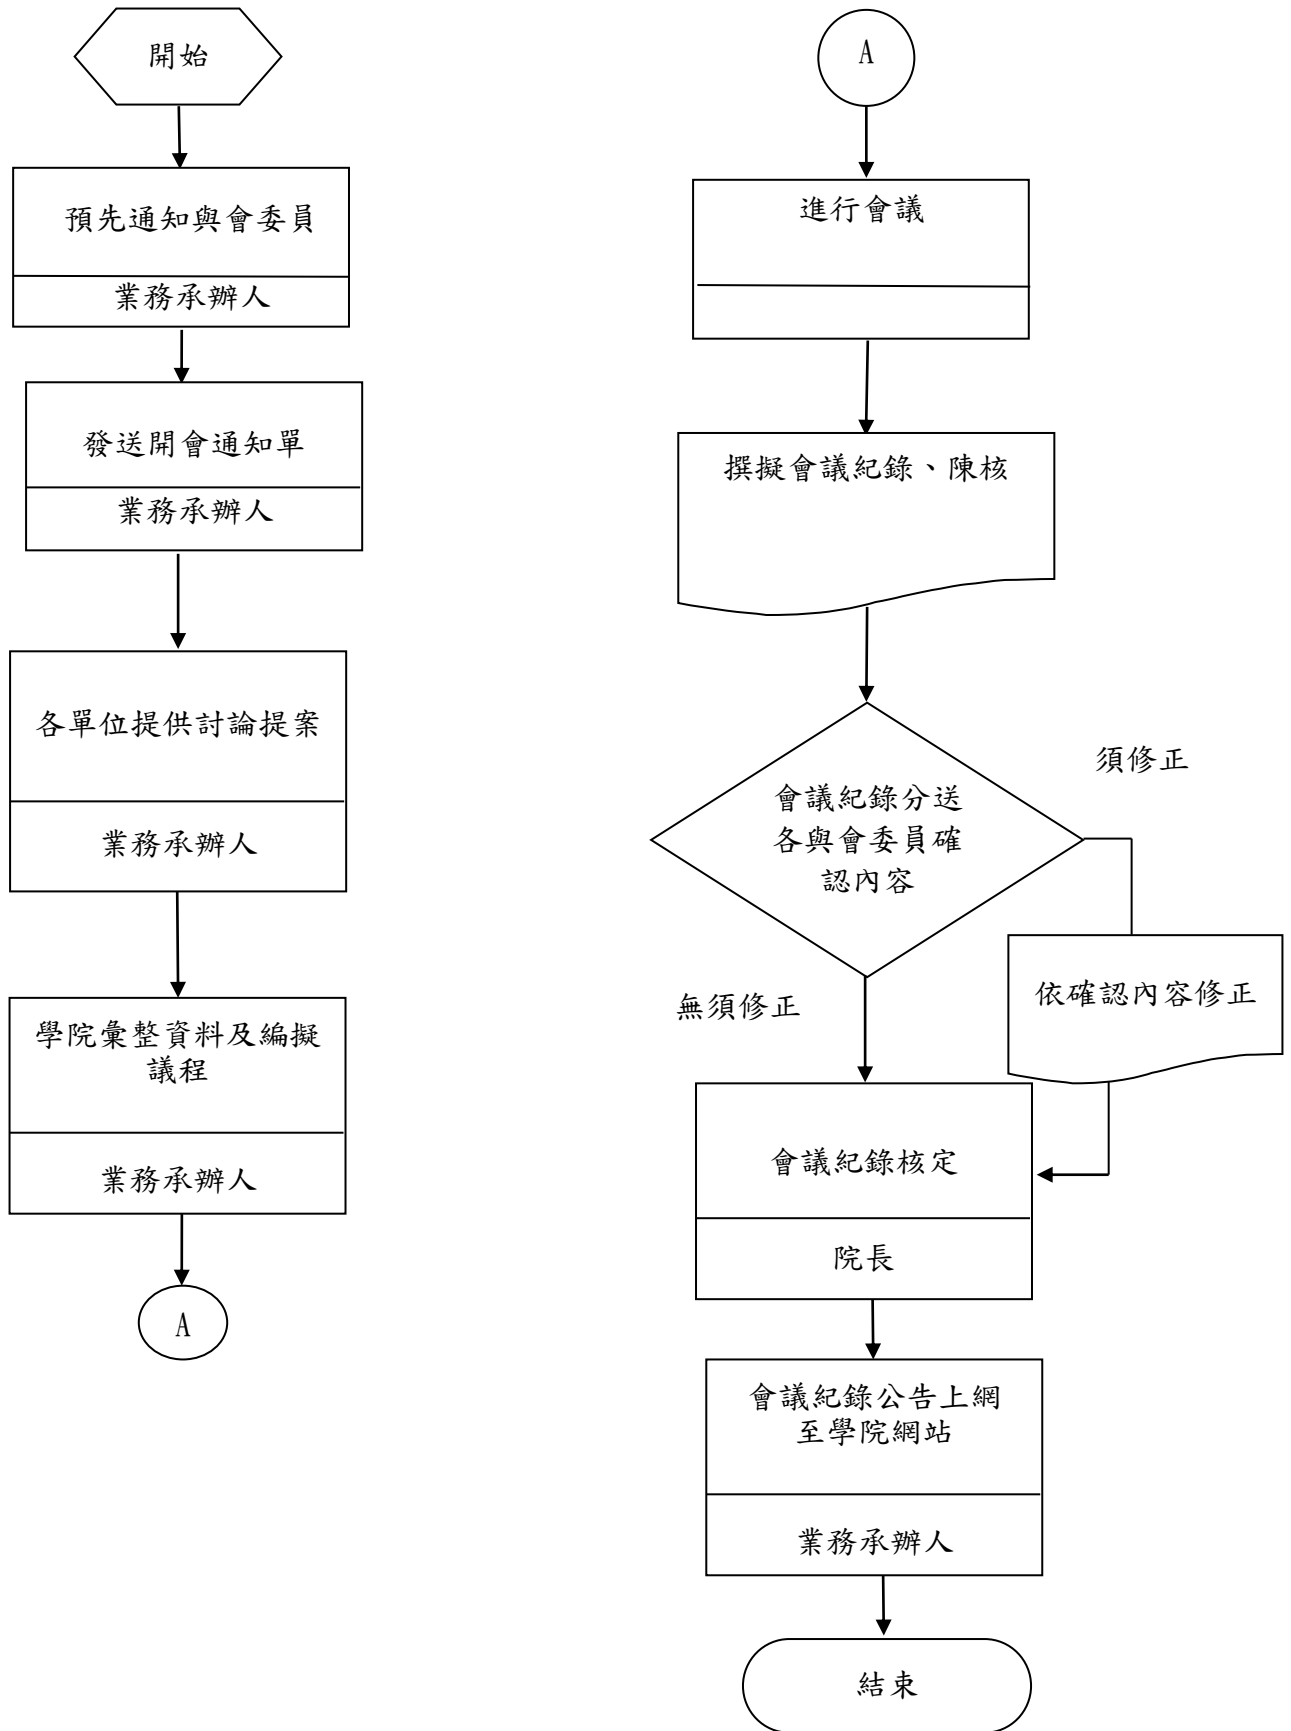 開始
預先通知與會委員
業務承辦人
發送開會通知單
業務承辦人
各單位提供討論提案
業務承辦人
學院彙整資料及編擬
議程
業務承辦人
A
A
進行會議
撰擬會議紀錄、陳核
會議紀錄分送
各與會委員確
認內容
須修正
無須修正
依確認內容修正
會議紀錄核定
院長
會議紀錄公告上網
至學院網站
業務承辦人
結束